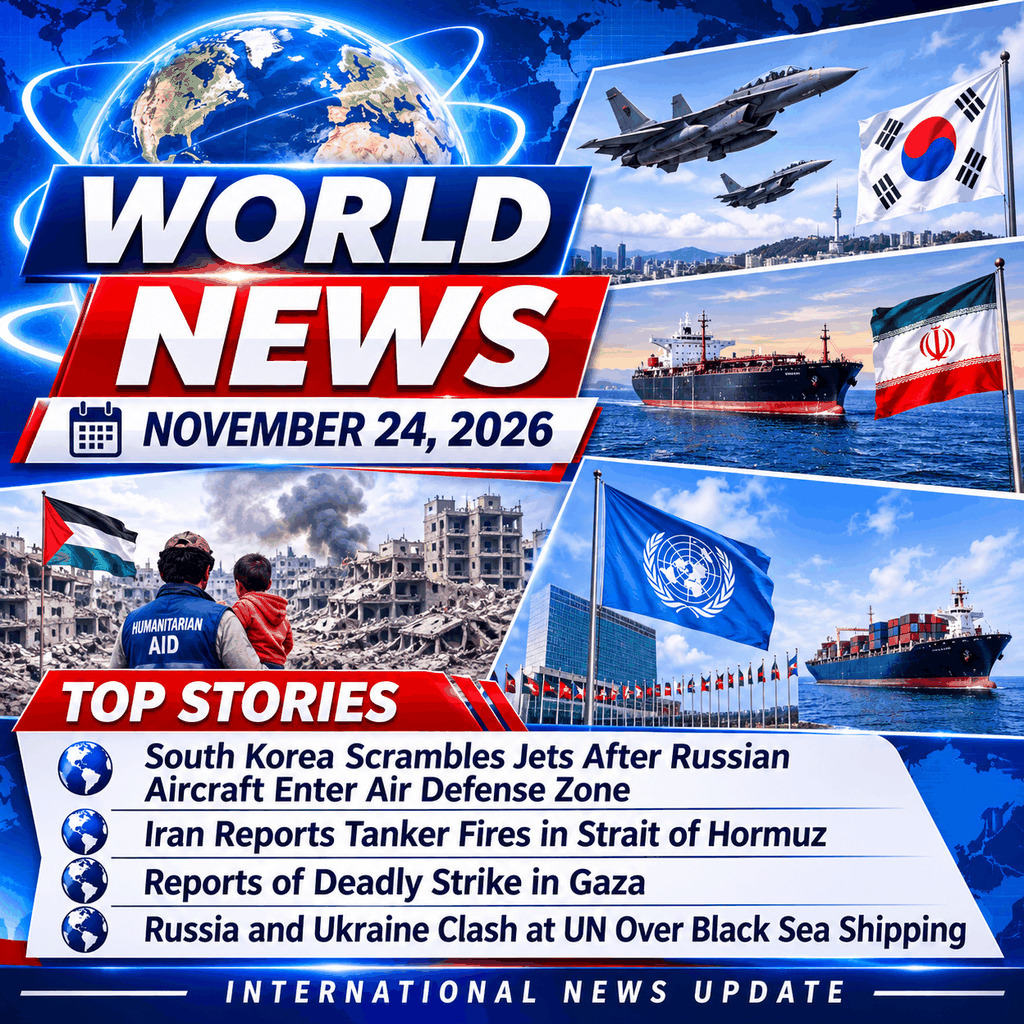 WORLD
NEWS
NOVEMBER 24, 2026
HUMANITARIAN
AID
TOP STORIES
South Korea Scrambles Jets After Russian
Aircraft Enter Air Defense Zone
Iran Reports Tanker Fires in Strait of Hormuz
Reports of Deadly Strike in Gaza
Russia and Ukraine Clash at UN Over Black Sea Shipping
INTERNATIONAL NEWS UPDATE